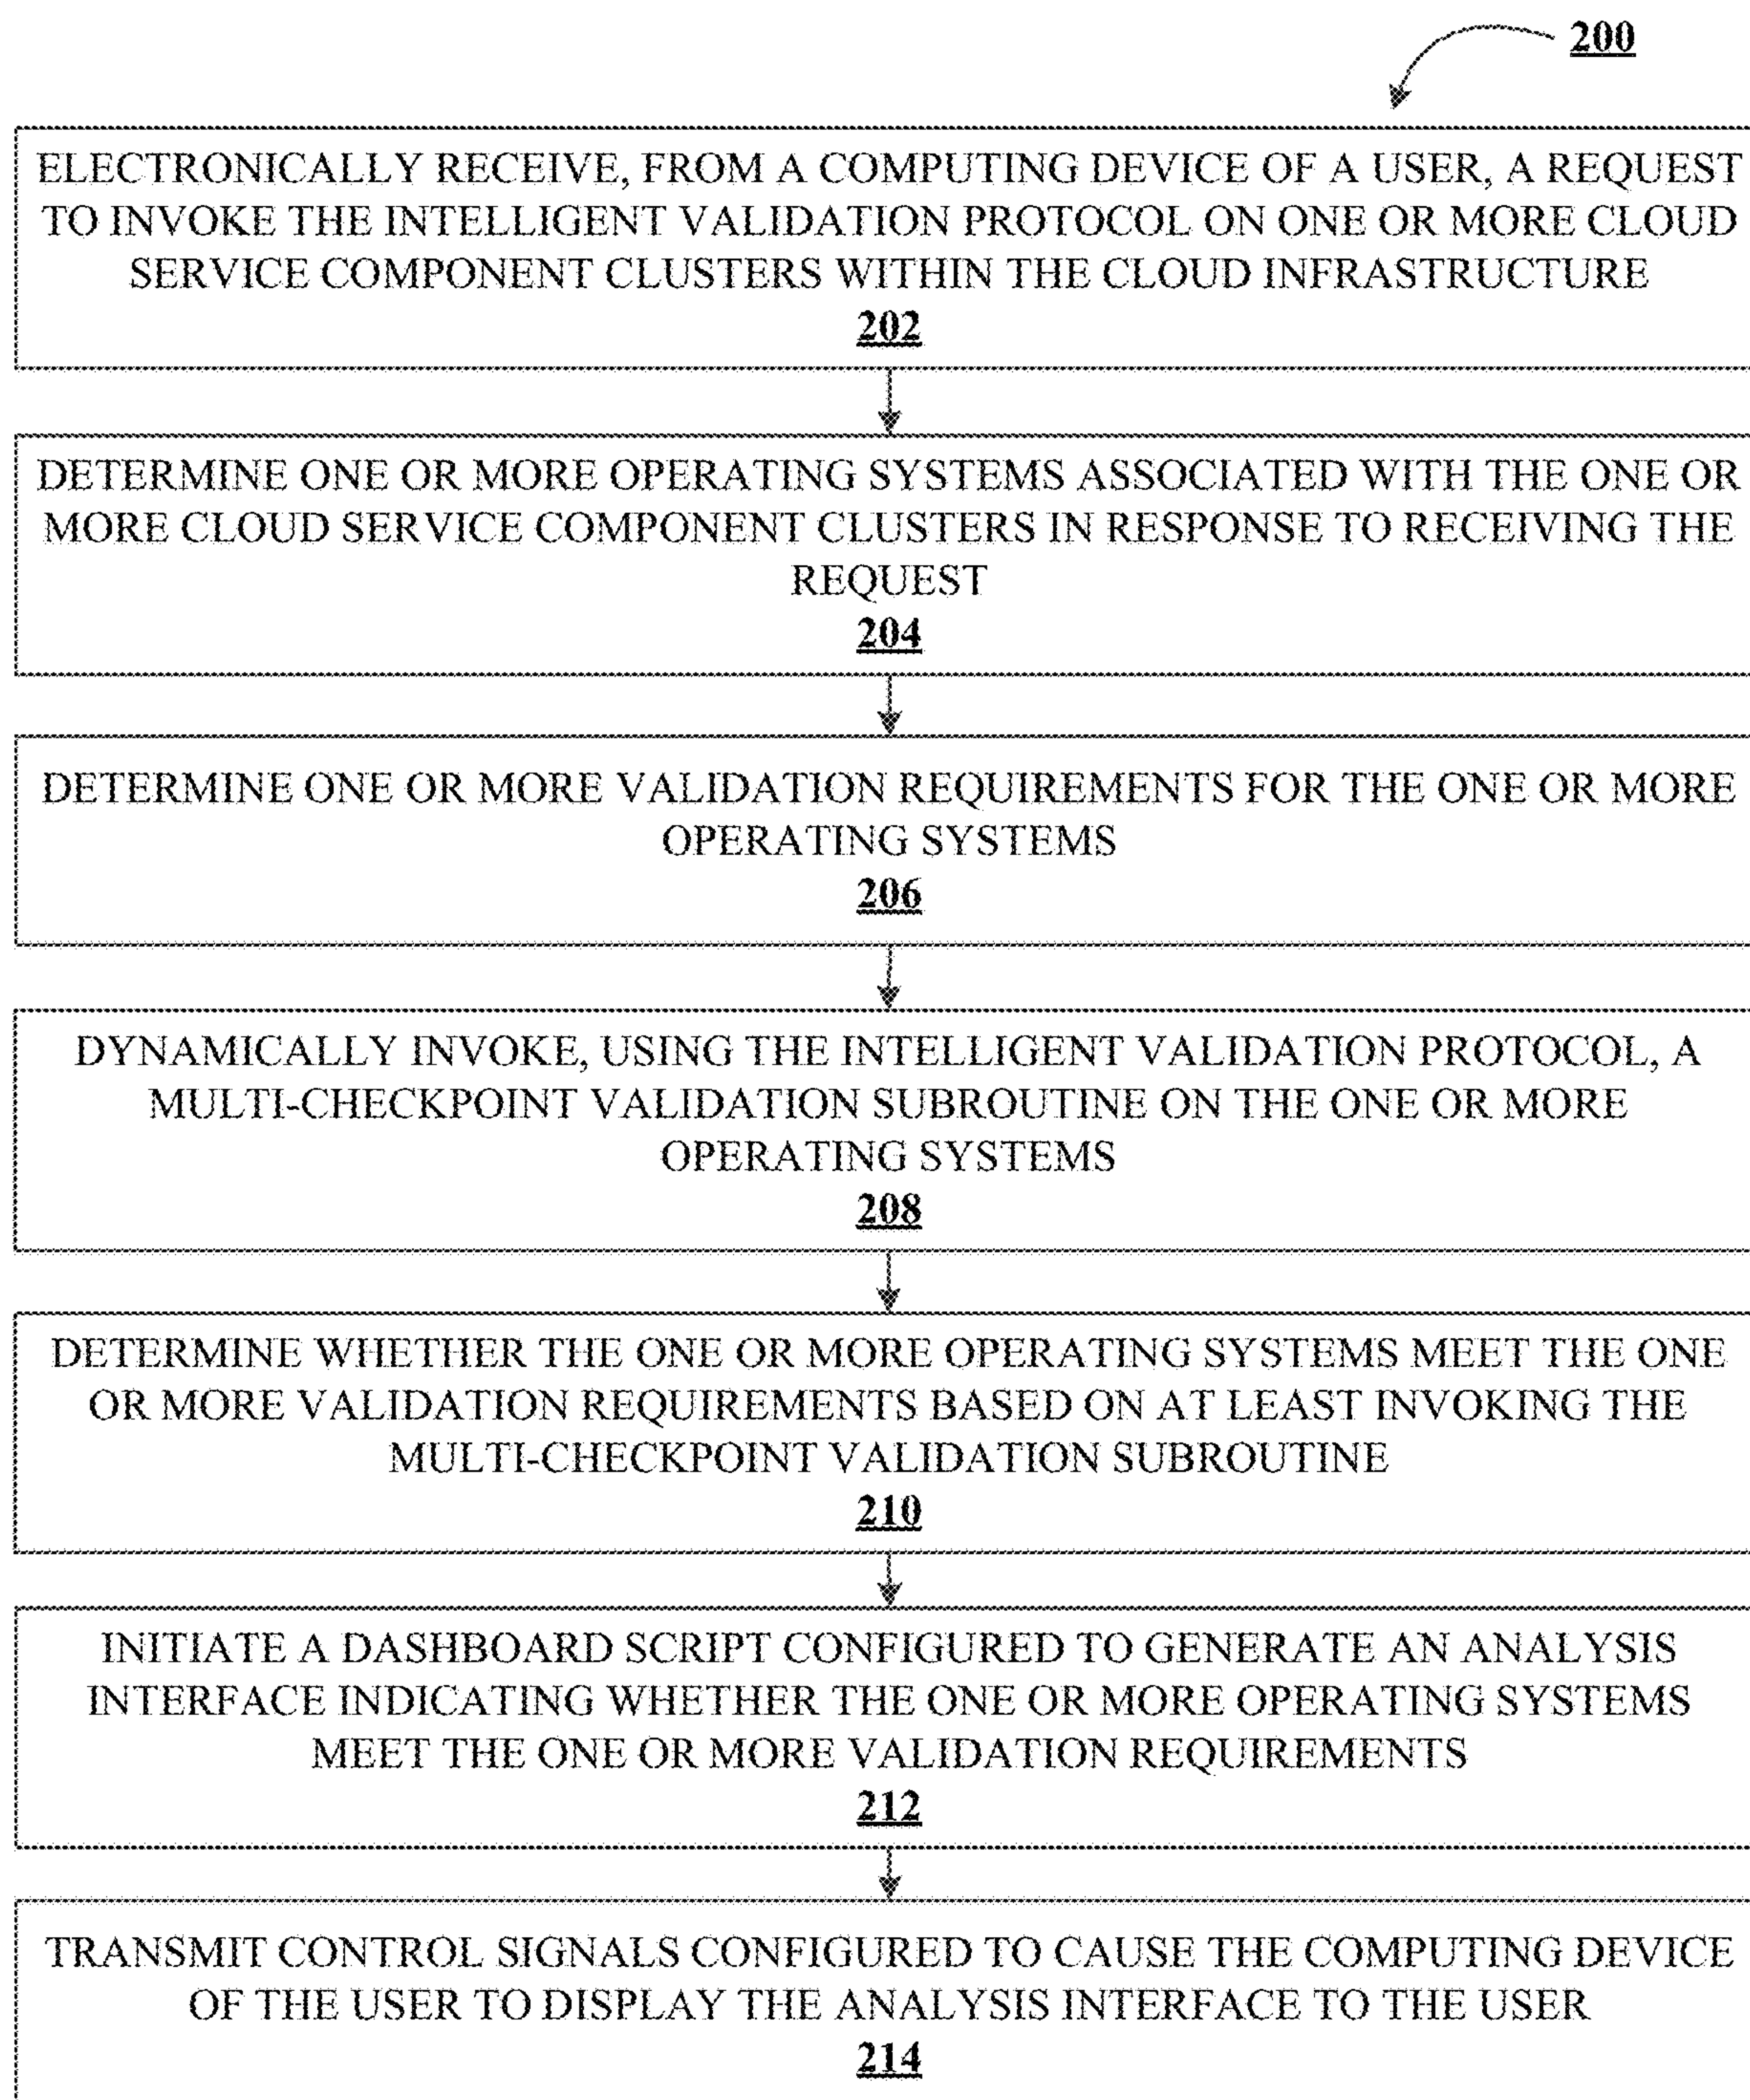 200
ELECTRONICALLY RECEIVE, FROM A COMPUTING DEVICE OF A USER, A REQUEST
TO INVOKE THE INTELLIGENT VALIDATION PROTOCOL ON ONE OR MORE CLOUD
SERVICE COMPONENT CLUSTERS WITHIN THE CLOUD INFRASTRUCTURE
202
DETERMINE ONE OR MORE OPERATING SYSTEMS ASSOCIATED WITH THE ONE OR
MORE CLOUD SERVICE COMPONENT CLUSTERS IN RESPONSE TO RECEIVING THE
REQUEST
204
DETERMINE ONE OR MORE VALIDATION REQUIREMENTS FOR THE ONE OR MORE
OPERATING SYSTEMS
206
DYNAMICALLY INVOKE, USING THE INTELLIGENT VALIDATION PROTOCOL, A
MULTI-CHECKPOINT VALIDATION SUBROUTINE ON THE ONE OR MORE
OPERATING SYSTEMS
208
DETERMINE WHETHER THE ONE OR MORE OPERATING SYSTEMS MEET THE ONE
OR MORE VALIDATION REQUIREMENTS BASED ON AT LEAST INVOKING THE
MULTI-CHECKPOINT VALIDATION SUBROUTINE
210
INITIATE A DASHBOARD SCRIPT CONFIGURED TO GENERATE AN ANALYSIS
INTERFACE INDICATING WHETHER THE ONE OR MORE OPERATING SYSTEMS
MEET THE ONE OR MORE VALIDATION REQUIREMENTS
212
TRANSMIT CONTROL SIGNALS CONFIGURED TO CAUSE THE COMPUTING DEVICE
OF THE USER TO DISPLAY THE ANALYSIS INTERFACE TO THE USER
214